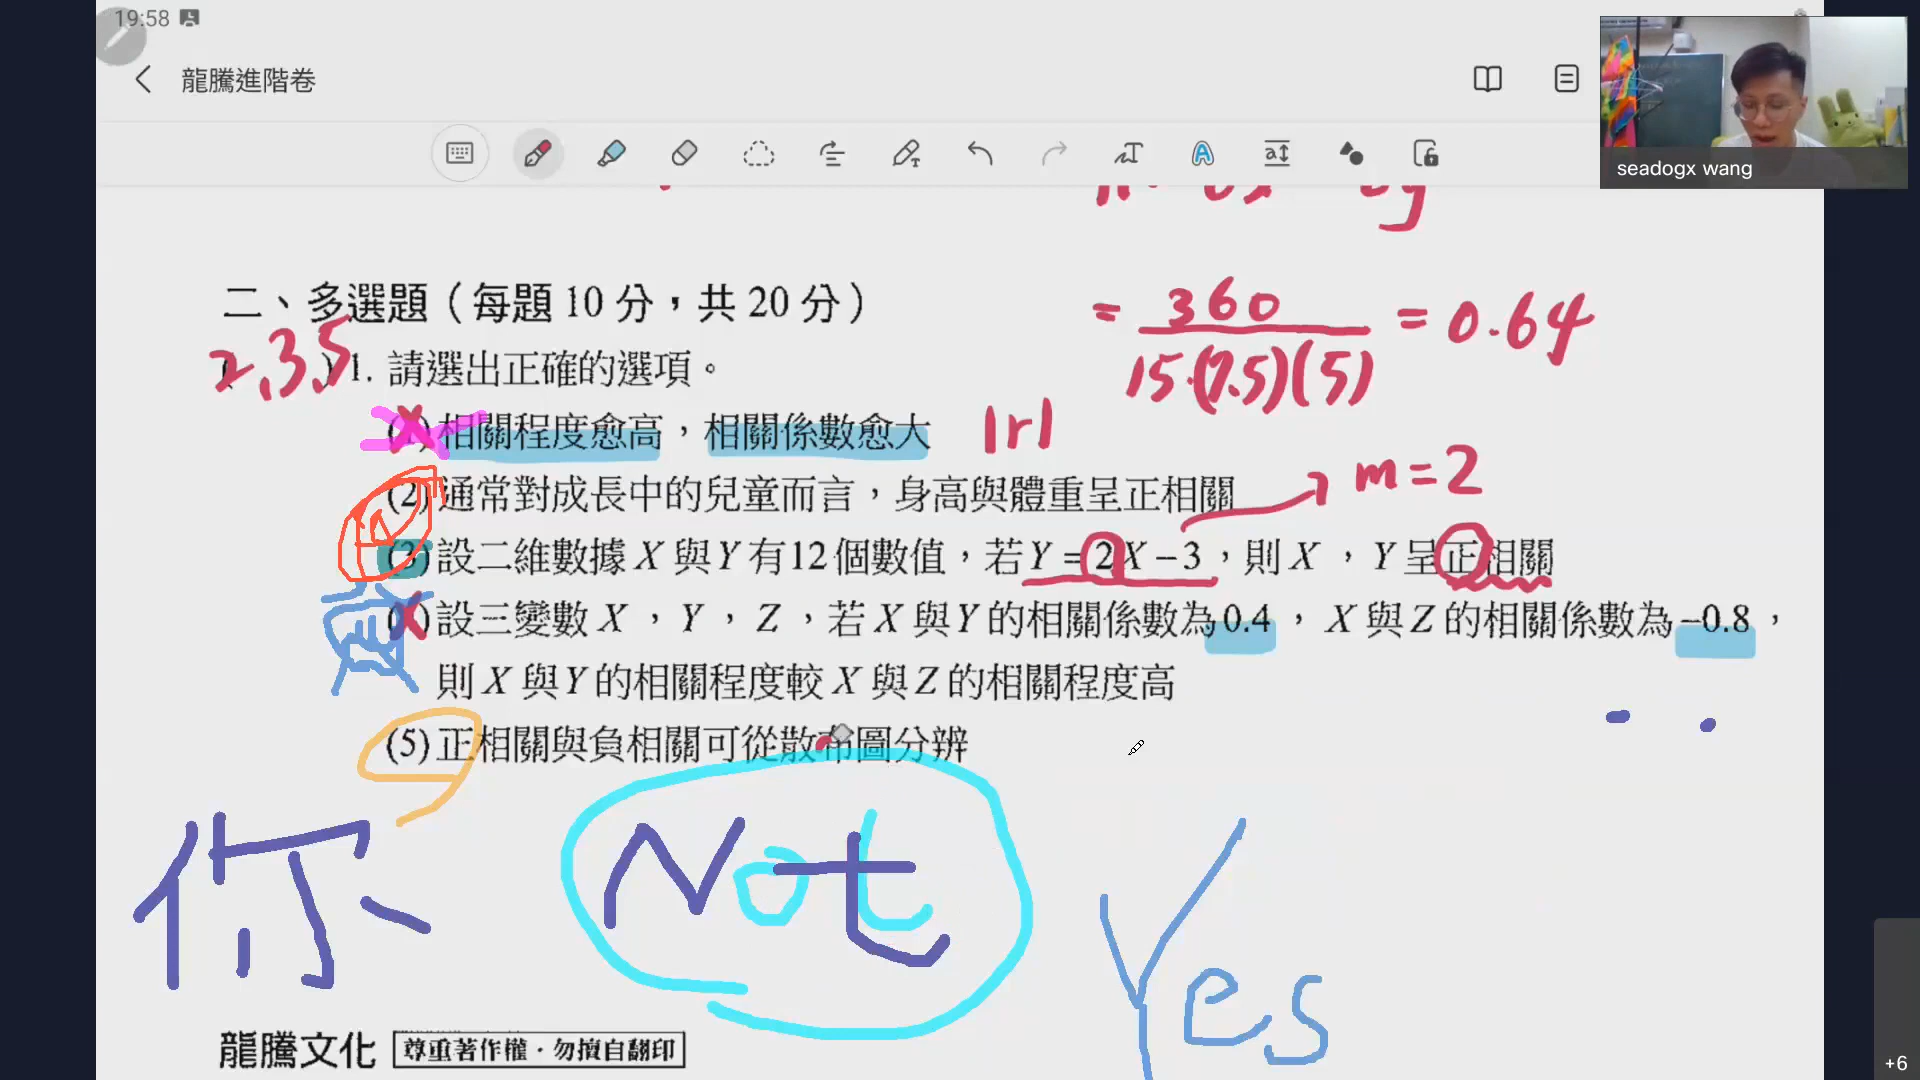 19:58
龍騰進階卷
seadogx wang
二、多選題（每題 10 分，共 20 分）
= 360 / 15·(7.5)(5) = 0.64
2,3,5
( ) 1. 請選出正確的選項。
(1) 相關程度愈高，相關係數愈大 |r|
(2) 通常對成長中的兒童而言，身高與體重呈正相關 m = 2
(3) 設二維數據 X 與 Y 有 12 個數值，若 Y = 2X − 3，則 X，Y 呈正相關
( ) 設三變數 X，Y，Z，若 X 與 Y 的相關係數為 0.4，X 與 Z 的相關係數為 −0.8，
則 X 與 Y 的相關程度較 X 與 Z 的相關程度高
(5) 正相關與負相關可從散布圖分辨
你 Not Yes
龍騰文化 尊重著作權·勿擅自翻印
+6